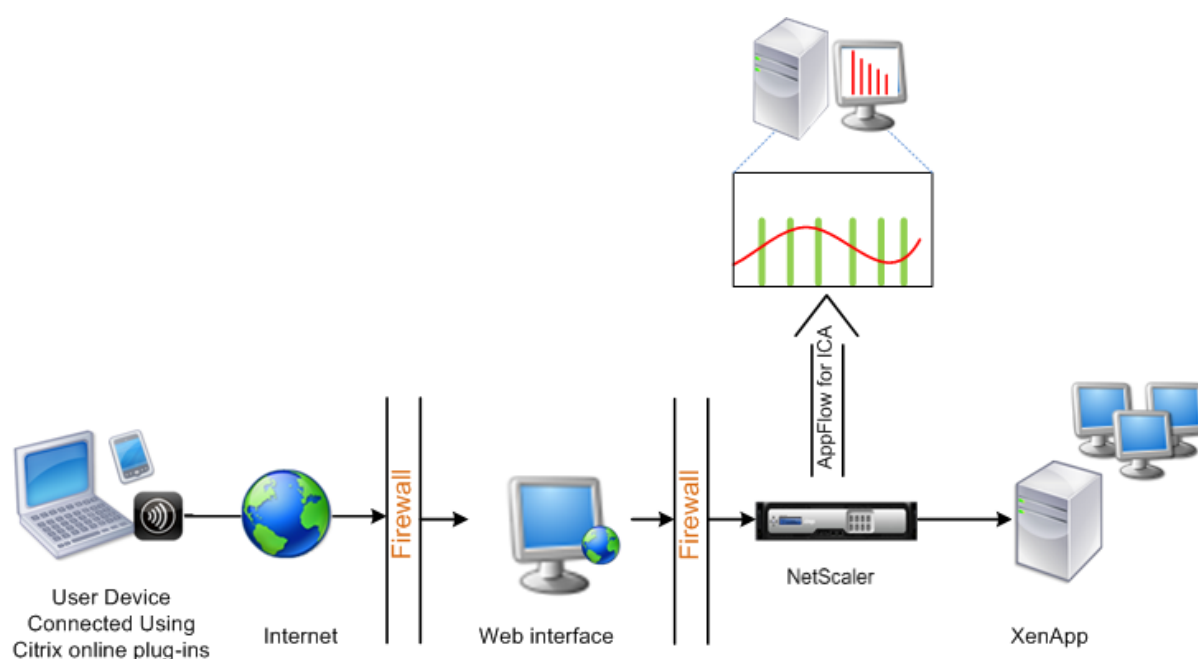 AppFlow for ICA
Firewall
Firewall
NetScaler
User Device
Connected Using
Citrix online plug-ins
Internet
Web interface
XenApp